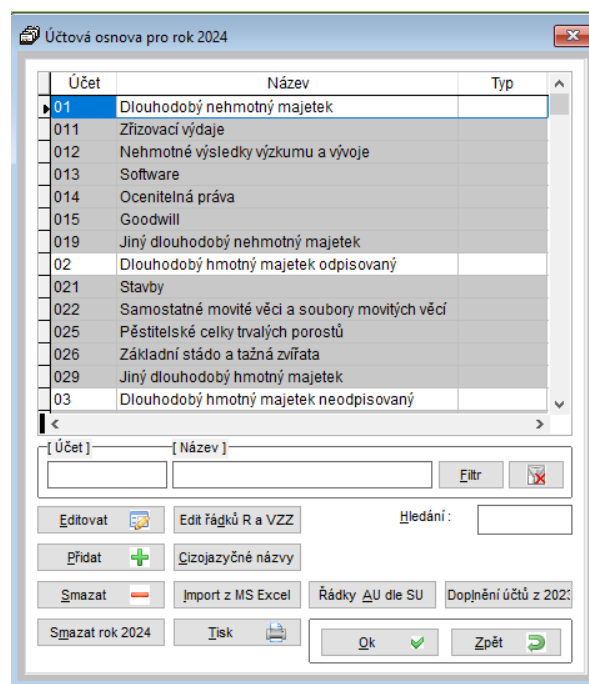 Účtová osnova pro rok 2024
Účet Název Typ
01 Dlouhodobý nehmotný majetek
011 Zřizovací výdaje
012 Nehmotné výsledky výzkumu a vývoje
013 Software
014 Ocenitelná práva
015 Goodwill
019 Jiný dlouhodobý nehmotný majetek
02 Dlouhodobý hmotný majetek odpisovaný
021 Stavby
022 Samostatné movité věci a soubory movitých věcí
025 Pěstitelské celky trvalých porostů
026 Základní stádo a tažná zvířata
029 Jiný dlouhodobý hmotný majetek
03 Dlouhodobý hmotný majetek neodpisovaný
[ Účet ] [ Název ]
Filtr
Editovat Edit řádků R a VZZ Hledání :
Přidat Cizojazyčné názvy
Smazat Import z MS Excel Řádky AU dle SU Doplnění účtů z 2023
Smazat rok 2024 Tisk Ok Zpět